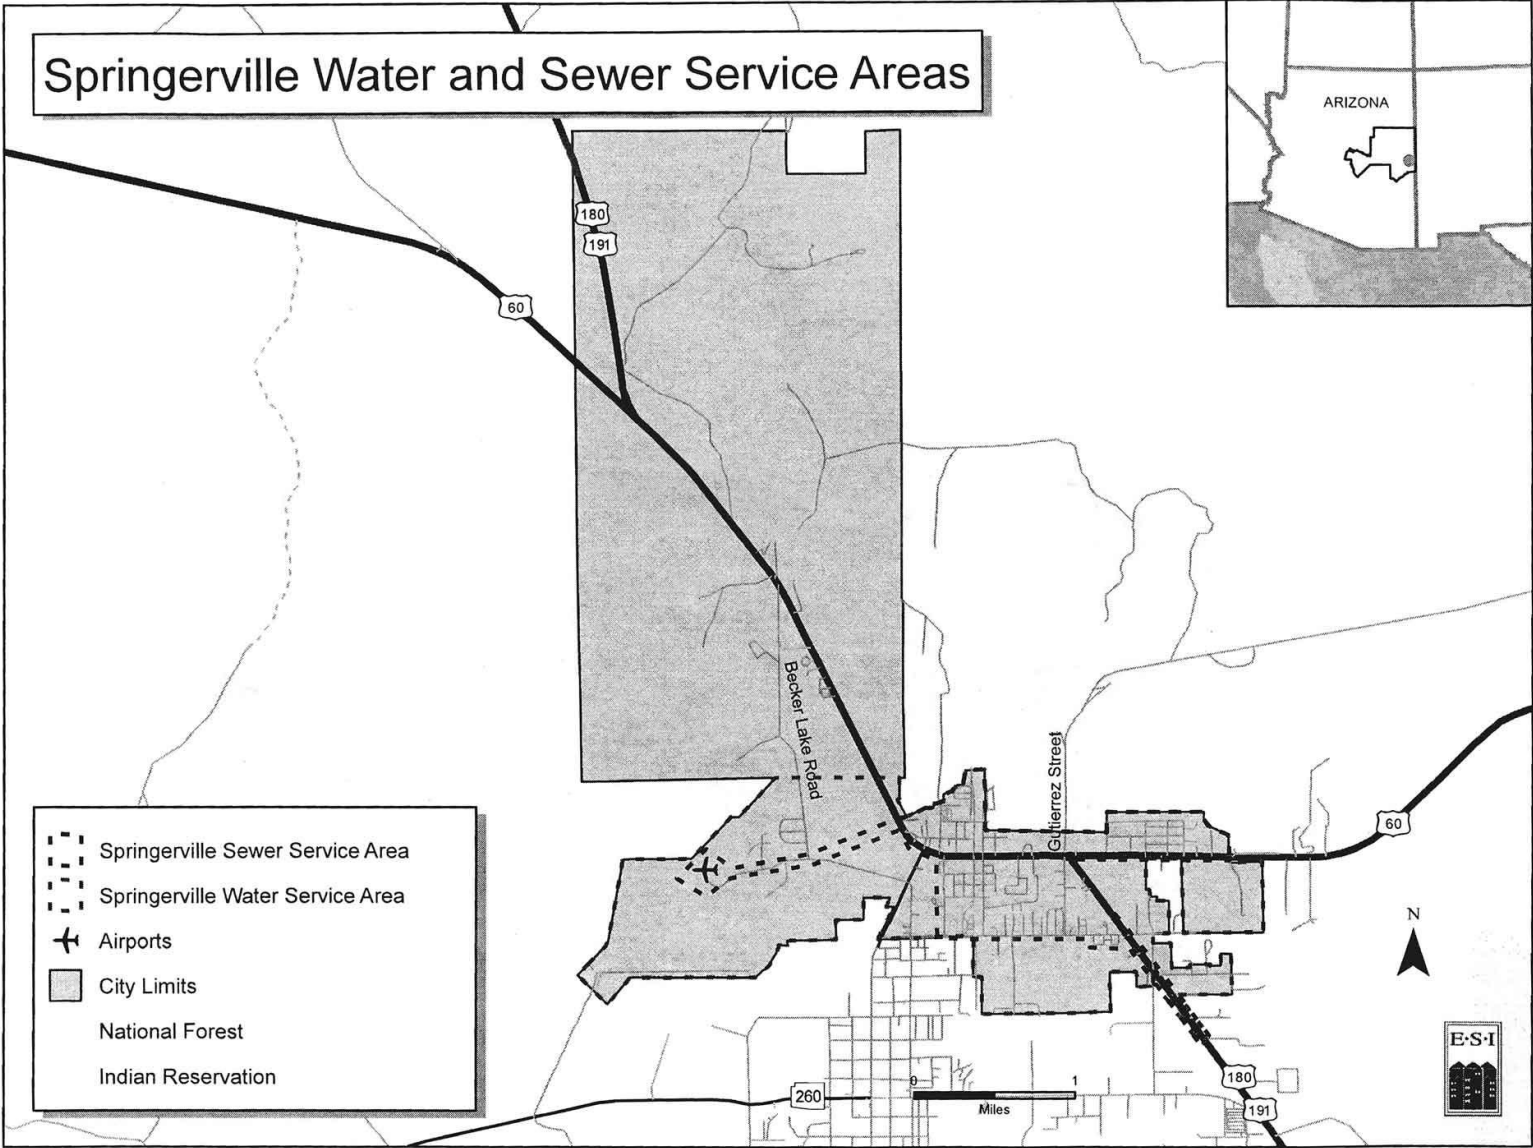 Springerville Water and Sewer Service Areas
ARIZONA
180
191
60
Becker Lake Road
Gutierrez Street
60
Springerville Sewer Service Area
Springerville Water Service Area
Airports
City Limits
National Forest
Indian Reservation
N
E·S·I
0 1
Miles
260
180
191